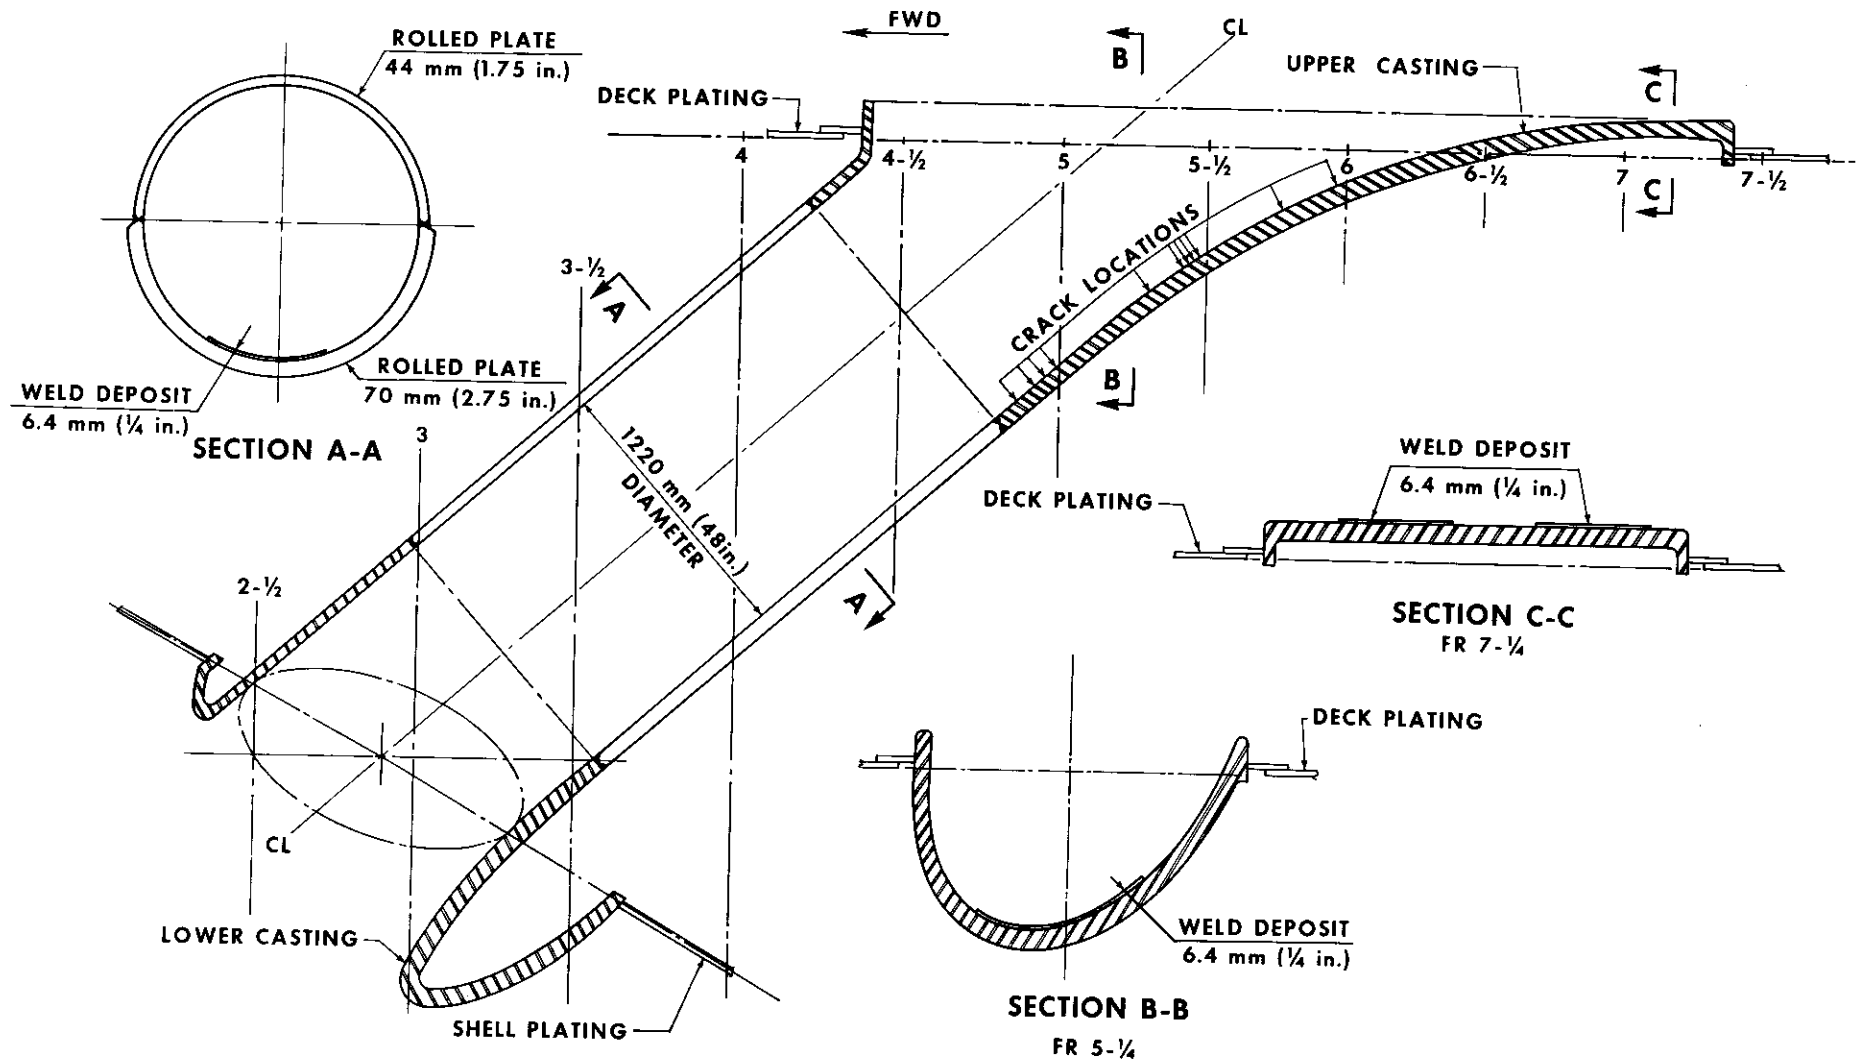 FWD
CL
B
UPPER CASTING
C
ROLLED PLATE
44 mm (1.75 in.)
DECK PLATING
4
4-½
5
5-½
6
6-½
7
7-½
C
3-½
A
CRACK LOCATIONS
B
ROLLED PLATE
70 mm (2.75 in.)
WELD DEPOSIT
6.4 mm (¼ in.)
SECTION A-A
3
1220 mm (48in.)
DIAMETER
A
2-½
WELD DEPOSIT
6.4 mm (¼ in.)
DECK PLATING
SECTION C-C
FR 7-¼
CL
LOWER CASTING
SHELL PLATING
DECK PLATING
WELD DEPOSIT
6.4 mm (¼ in.)
SECTION B-B
FR 5-¼